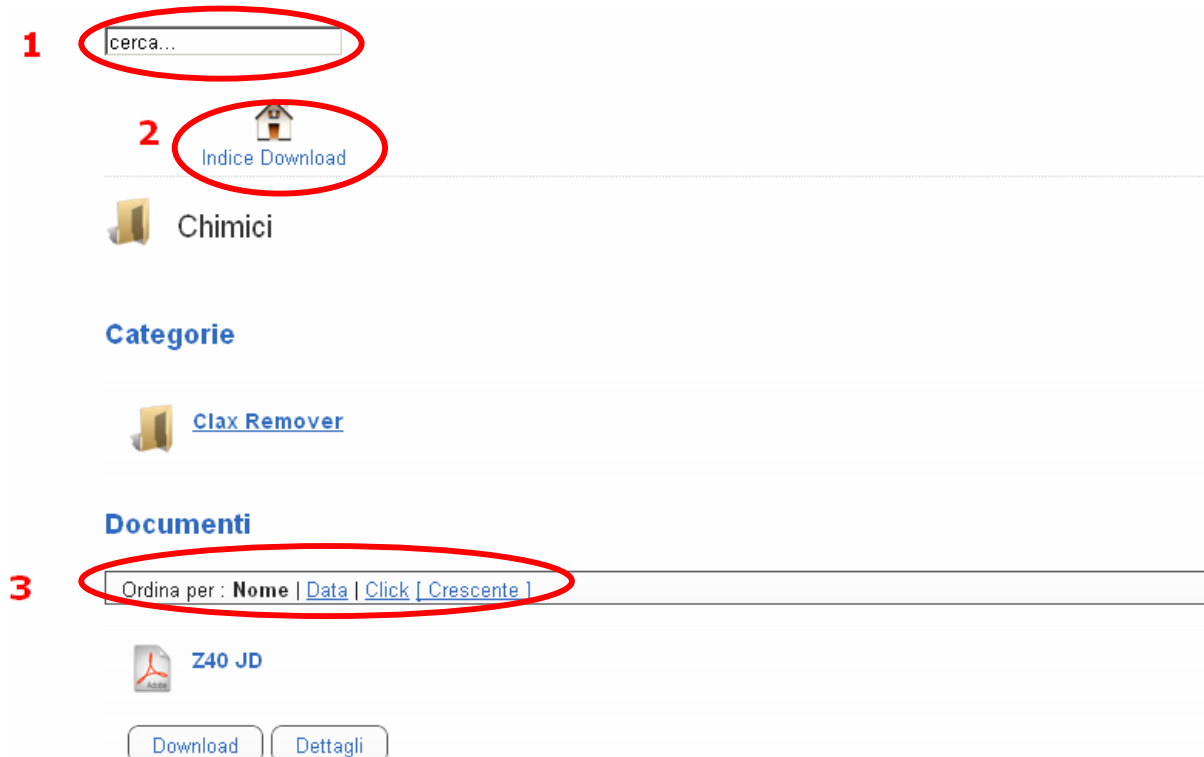 1 cerca...
2
Indice Download
Chimici
Categorie
Clax Remover
Documenti
3 Ordina per : Nome | Data | Click [ Crescente ]
Z40 JD
Adobe
Download Dettagli